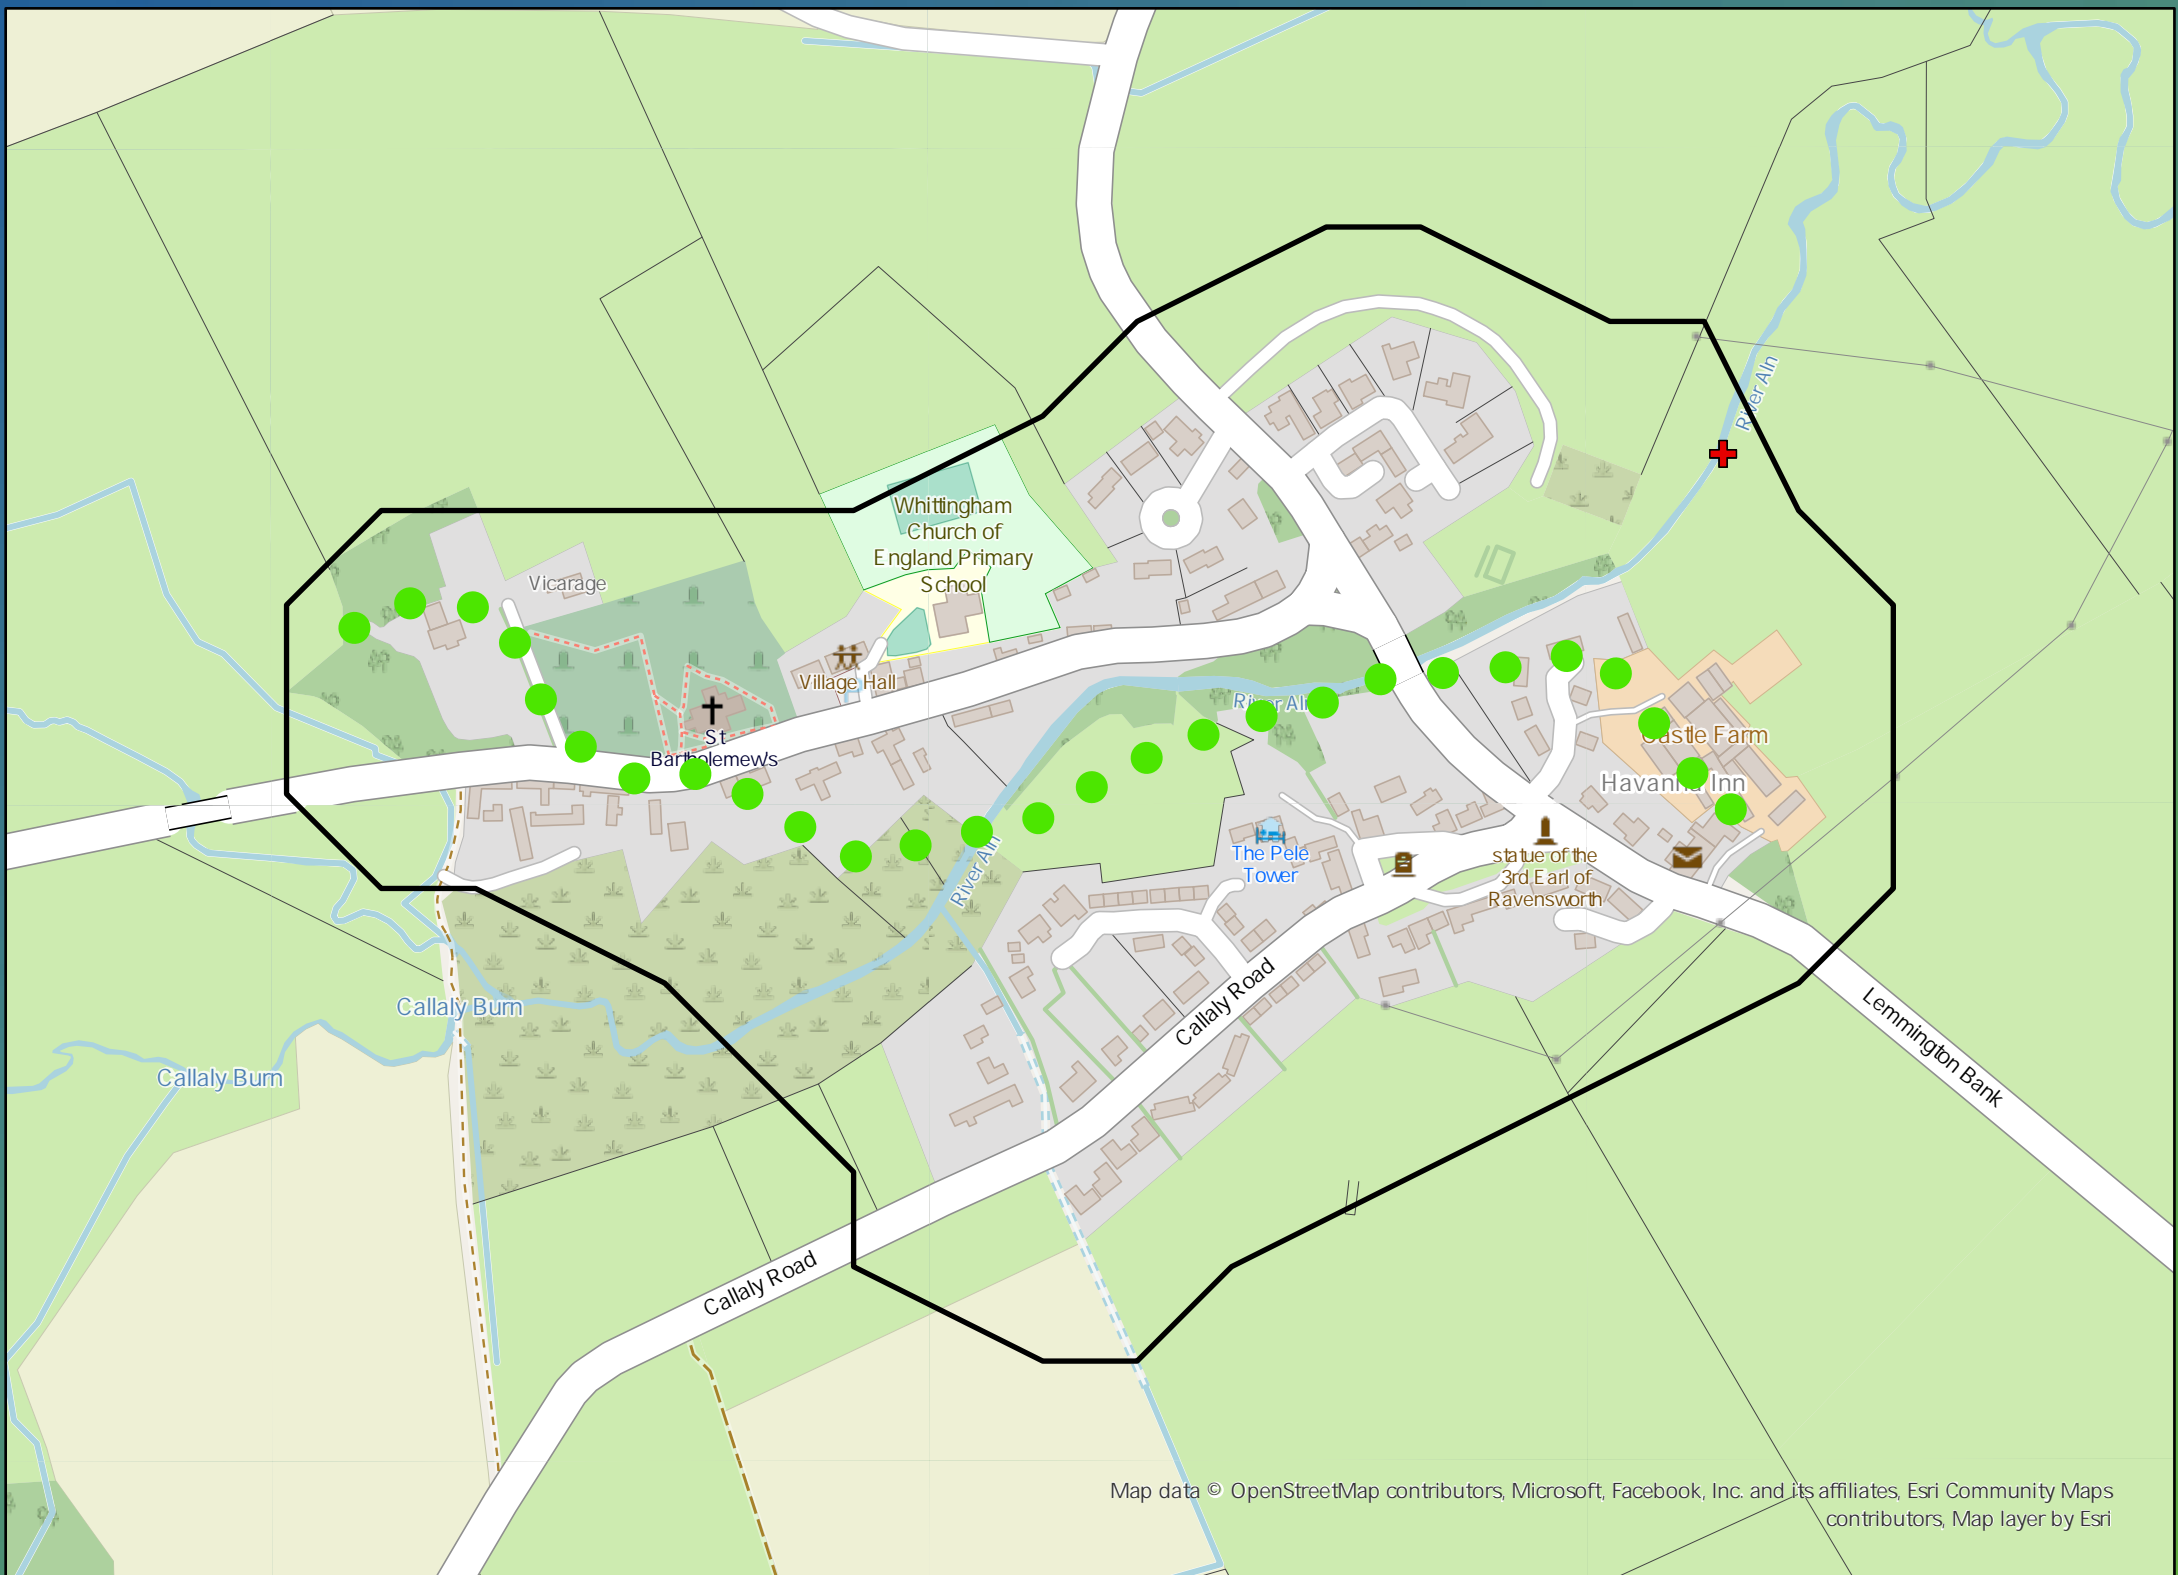 River Aln
Whittingham
Church of
England Primary
School
Vicarage
Village Hall
St
Bartholemew's
River Aln
Castle Farm
Havanna Inn
River Aln
The Pele
Tower
statue of the
3rd Earl of
Ravensworth
Callaly Burn
Callaly Road
Lemmington Bank
Callaly Burn
Callaly Road
Map data © OpenStreetMap contributors, Microsoft, Facebook, Inc. and its affiliates, Esri Community Maps
contributors, Map layer by Esri